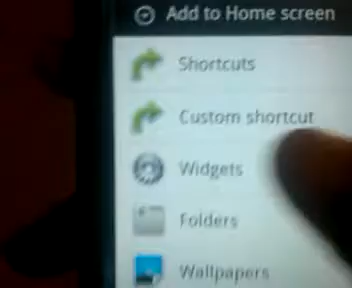 Add to Home screen
Shortcuts
Custom shortcut
Widgets
Folders
Wallpapers